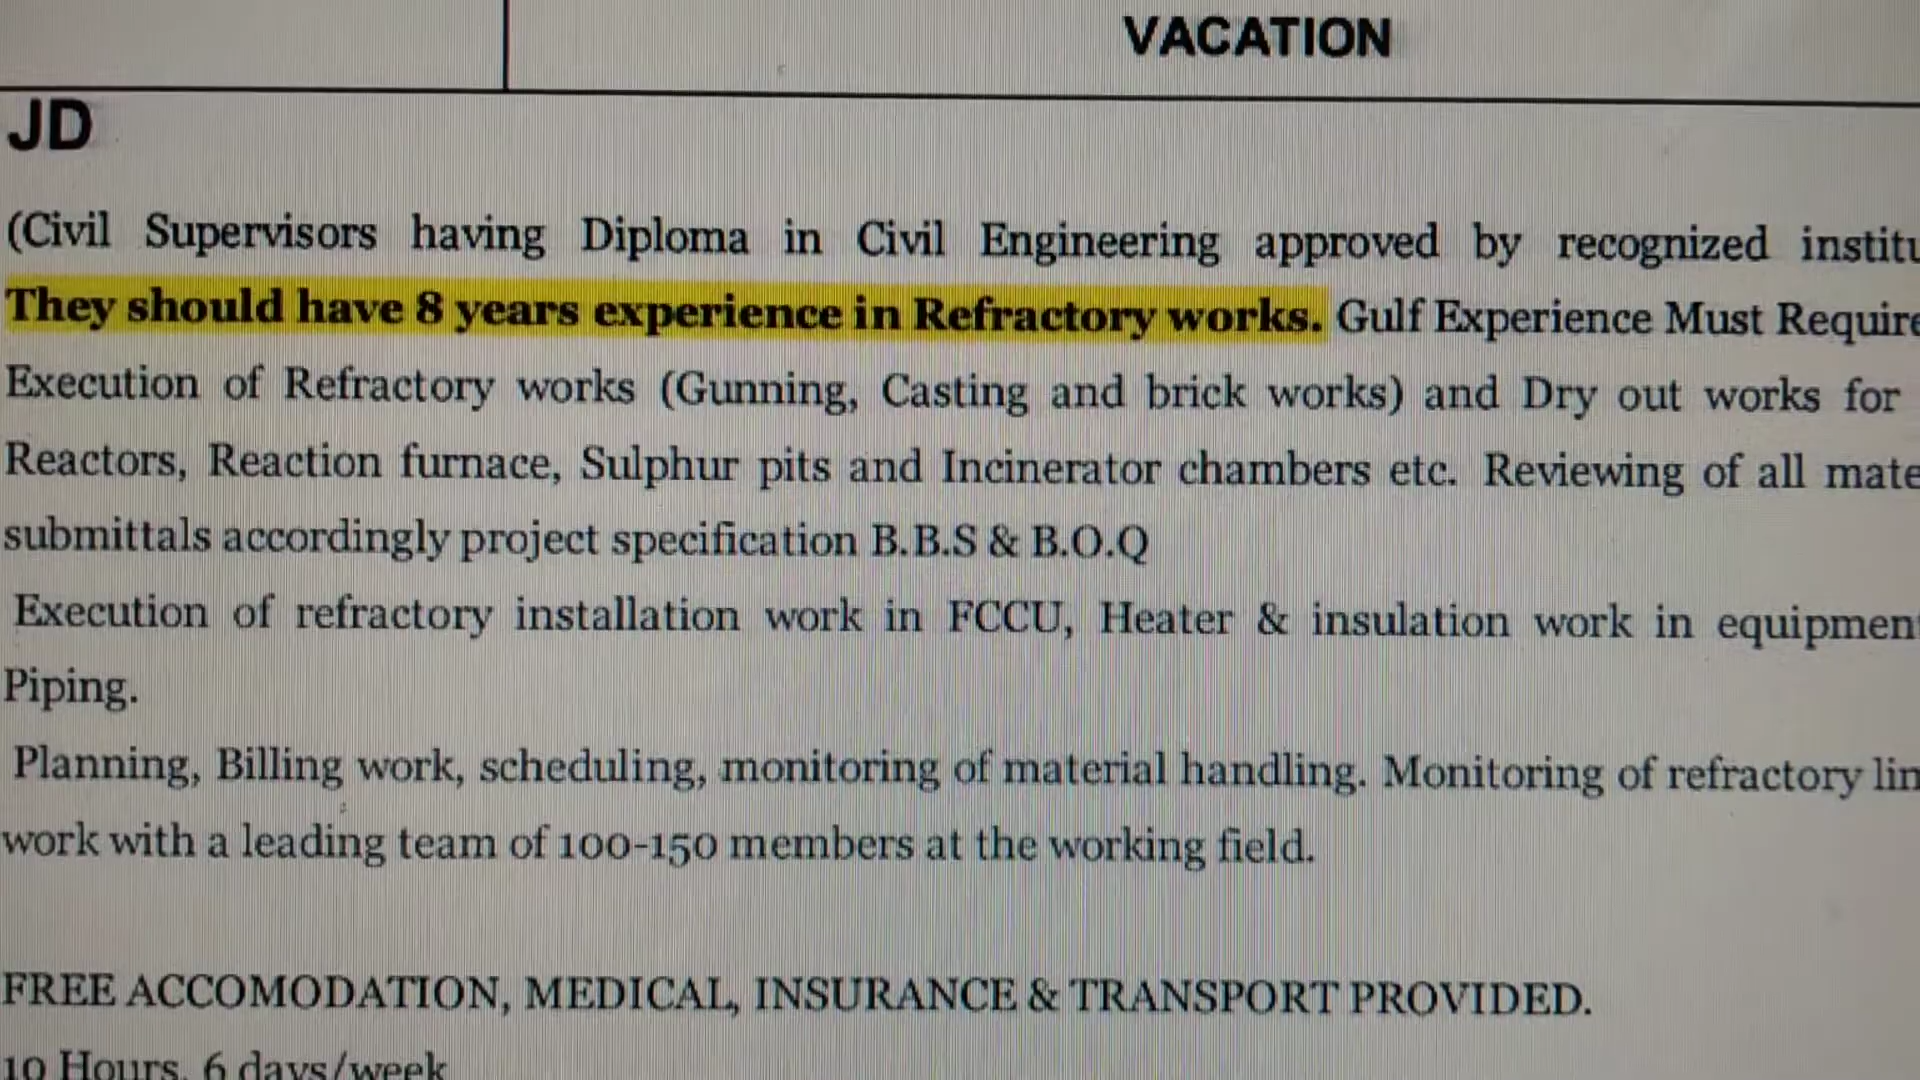 VACATION
JD
(Civil Supervisors having Diploma in Civil Engineering approved by recognized
They should have 8 years experience in Refractory works. Gulf Experience Must
Execution of Refractory works (Gunning, Casting and brick works) and Dry out works for
Reactors, Reaction furnace, Sulphur pits and Incinerator chambers etc. Reviewing of all
submittals accordingly project specification B.B.S & B.O.Q
Execution of refractory installation work in FCCU, Heater & insulation work in
Piping.
Planning, Billing work, scheduling, monitoring of material handling. Monitoring of refractory
work with a leading team of 100-150 members at the working field.
FREE ACCOMODATION, MEDICAL, INSURANCE & TRANSPORT PROVIDED.
10 Hours, 6 days/week